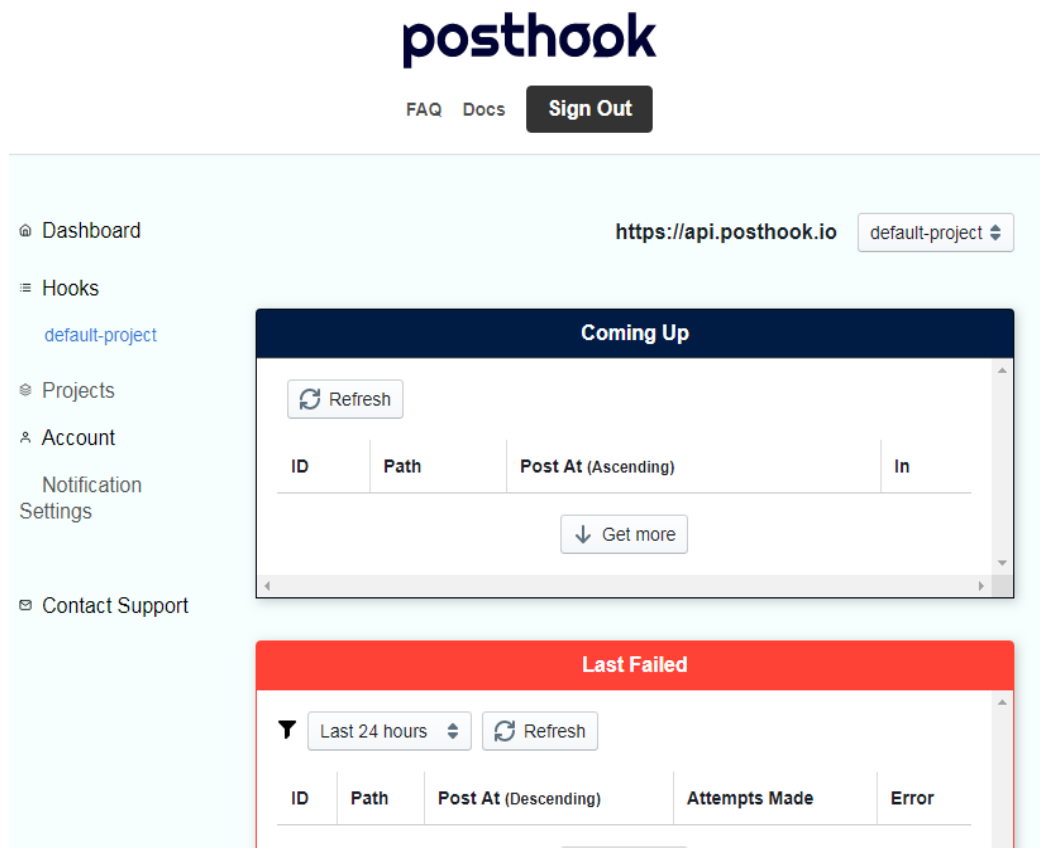 posthook
FAQ Docs Sign Out
Dashboard
https://api.posthook.io default-project
Hooks
default-project
Projects
Account
Notification
Settings
Contact Support
Coming Up
Refresh
ID Path Post At (Ascending) In
Get more
Last Failed
Last 24 hours Refresh
ID Path Post At (Descending) Attempts Made Error